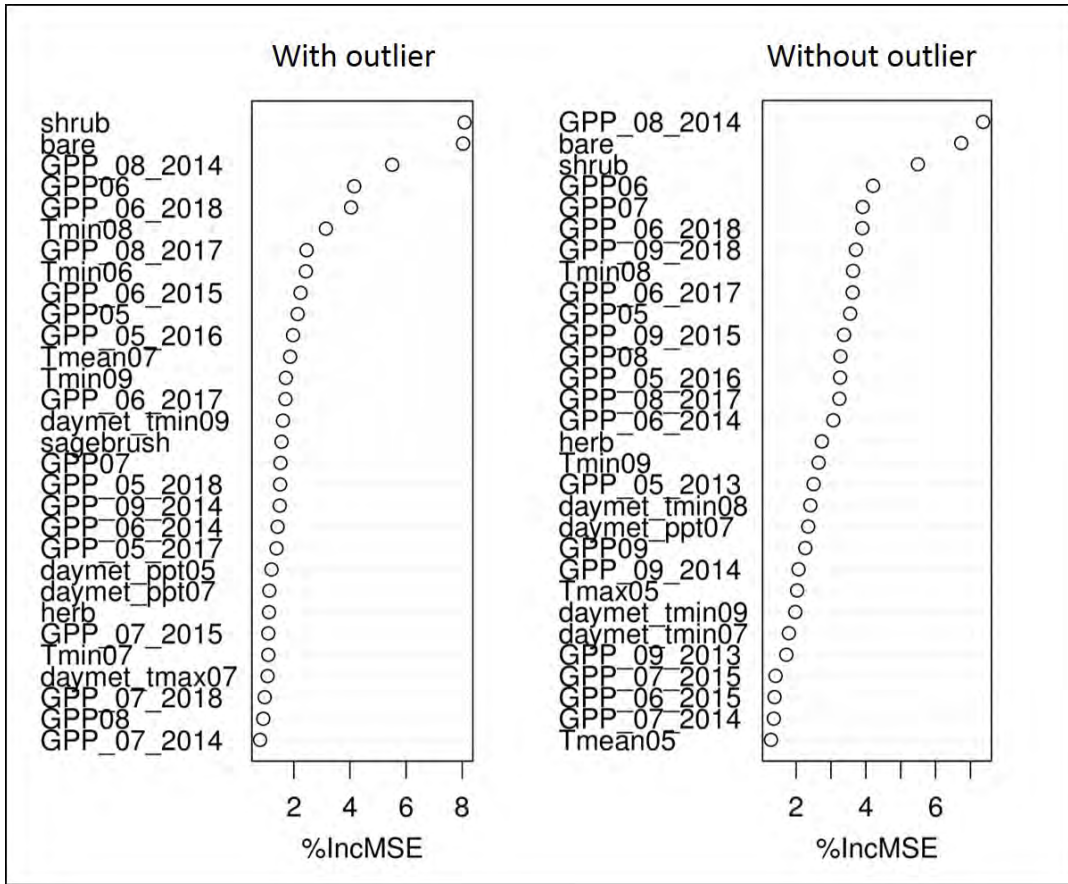 With outlier
shrub
bare
GPP_08_2014
GPP06
GPP_06_2018
Tmin08
GPP_08_2017
Tmin06
GPP_06_2015
GPP05
GPP_05_2016
Tmean07
Tmin09
GPP_06_2017
daymet_tmin09
sagebrush
GPP07
GPP_05_2018
GPP_09_2014
GPP_06_2014
GPP_05_2017
daymet_ppt05
daymet_ppt07
herb
GPP_07_2015
Tmin07
daymet_tmax07
GPP_07_2018
GPP08
GPP_07_2014
2 4 6 8
%IncMSE
Without outlier
GPP_08_2014
bare
shrub
GPP06
GPP07
GPP_06_2018
GPP_09_2018
Tmin08
GPP_06_2017
GPP05
GPP_09_2015
GPP08
GPP_05_2016
GPP_08_2017
GPP_06_2014
herb
Tmin09
GPP_05_2013
daymet_tmin08
daymet_ppt07
GPP09
GPP_09_2014
Tmax05
daymet_tmin09
daymet_tmin07
GPP_09_2013
GPP_07_2015
GPP_06_2015
GPP_07_2014
Tmean05
2 4 6
%IncMSE